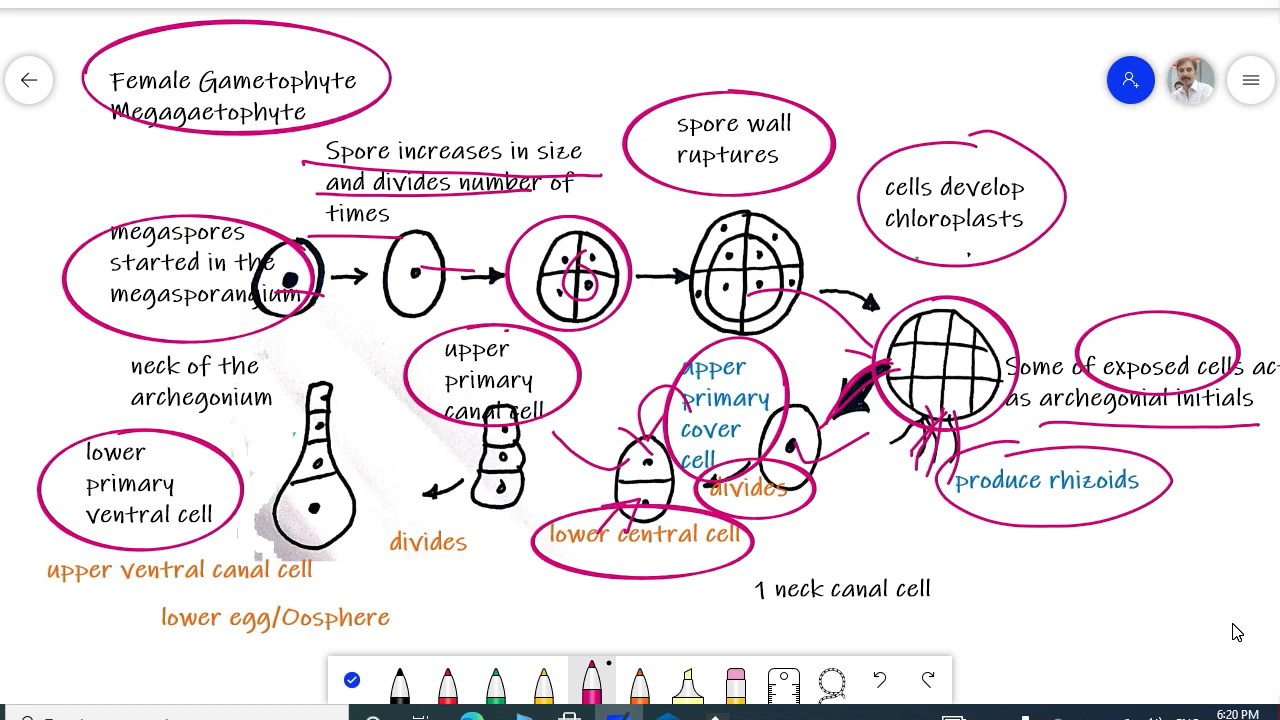 Female Gametophyte
Megagaetophyte
Spore increases in size
and divides number of
times
spore wall
ruptures
cells develop
chloroplasts
megaspores
started in the
megasporangium
neck of the
archegonium
upper
primary
canal cell
upper
primary
cover
cell
divides
Some of exposed cells ac
as archegonial initials
produce rhizoids
lower
primary
ventral cell
divides
lower central cell
upper ventral canal cell
lower egg/Oosphere
1 neck canal cell
6:20 PM